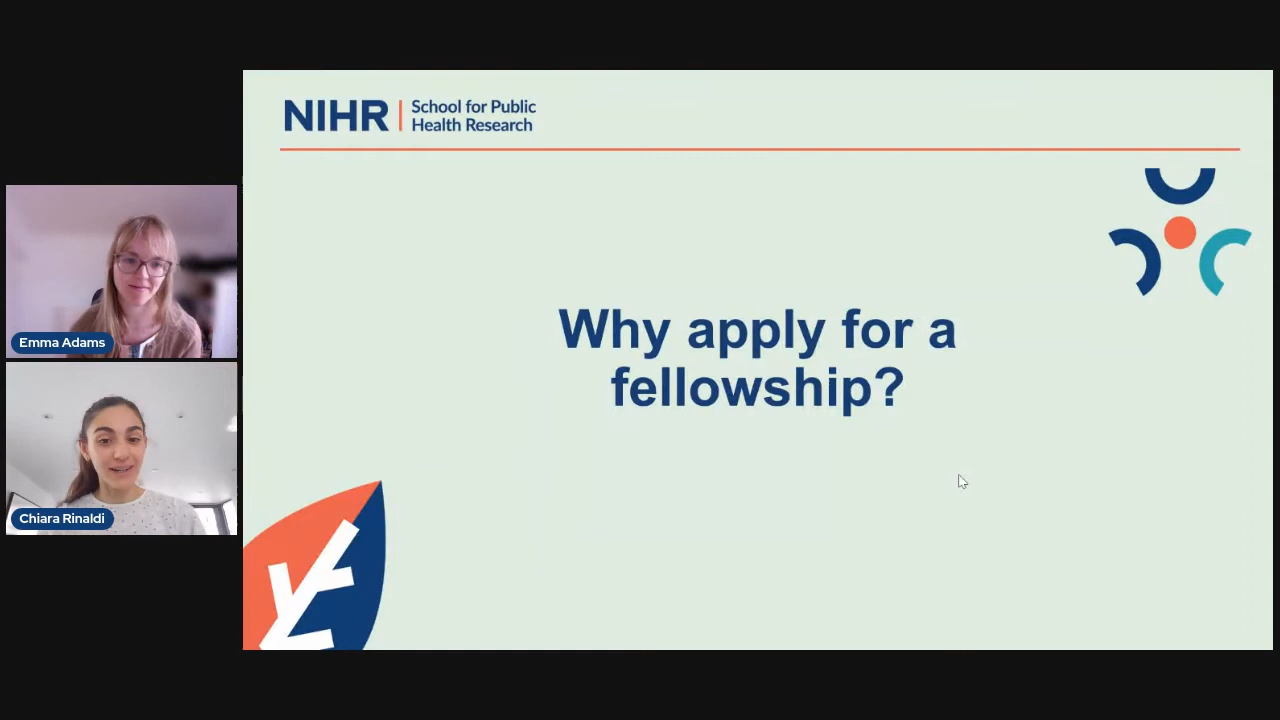 NIHR
School for Public
Health Research
Emma Adams
Chiara Rinaldi
Why apply for a
fellowship?